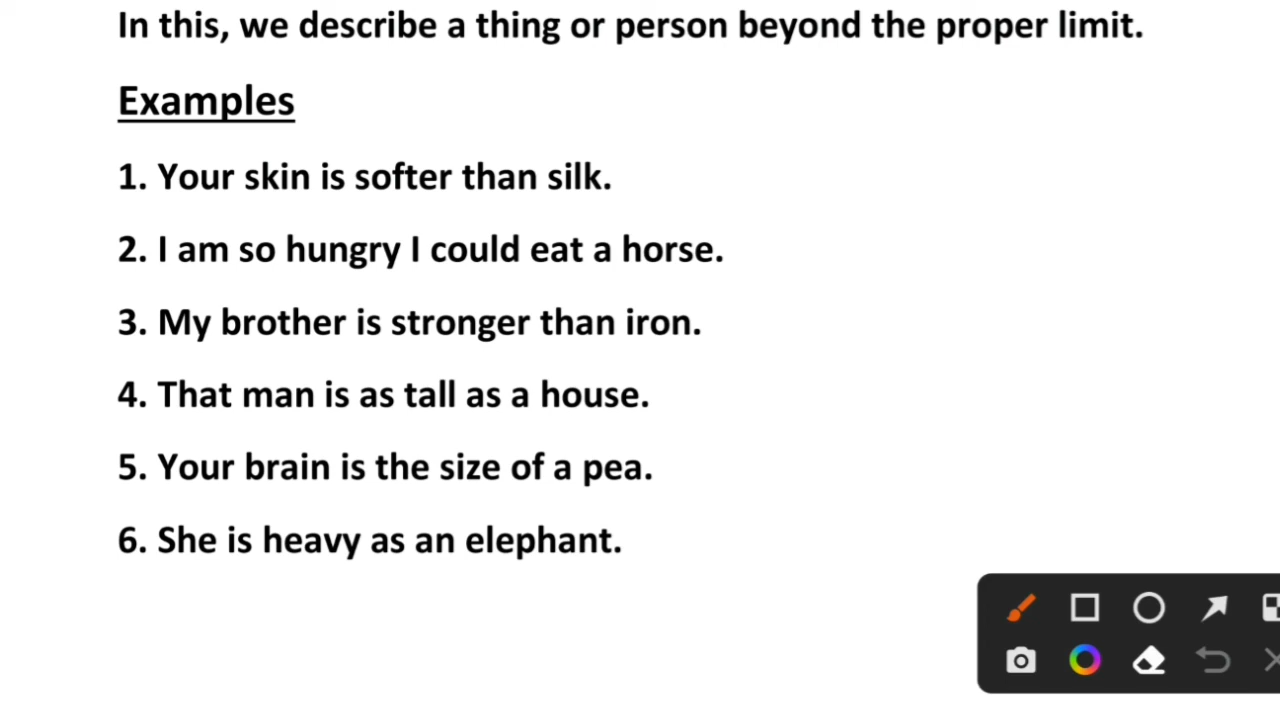 In this, we describe a thing or person beyond the proper limit.
Examples
1. Your skin is softer than silk.
2. I am so hungry I could eat a horse.
3. My brother is stronger than iron.
4. That man is as tall as a house.
5. Your brain is the size of a pea.
6. She is heavy as an elephant.